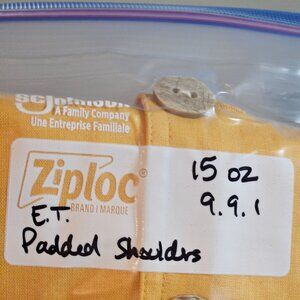 SC Johnson
A Family Company
Une Entreprise Familiale
Ziploc®
BRAND / MARQUE
15 oz
9.9.1
E.T.
Padded Shoulders